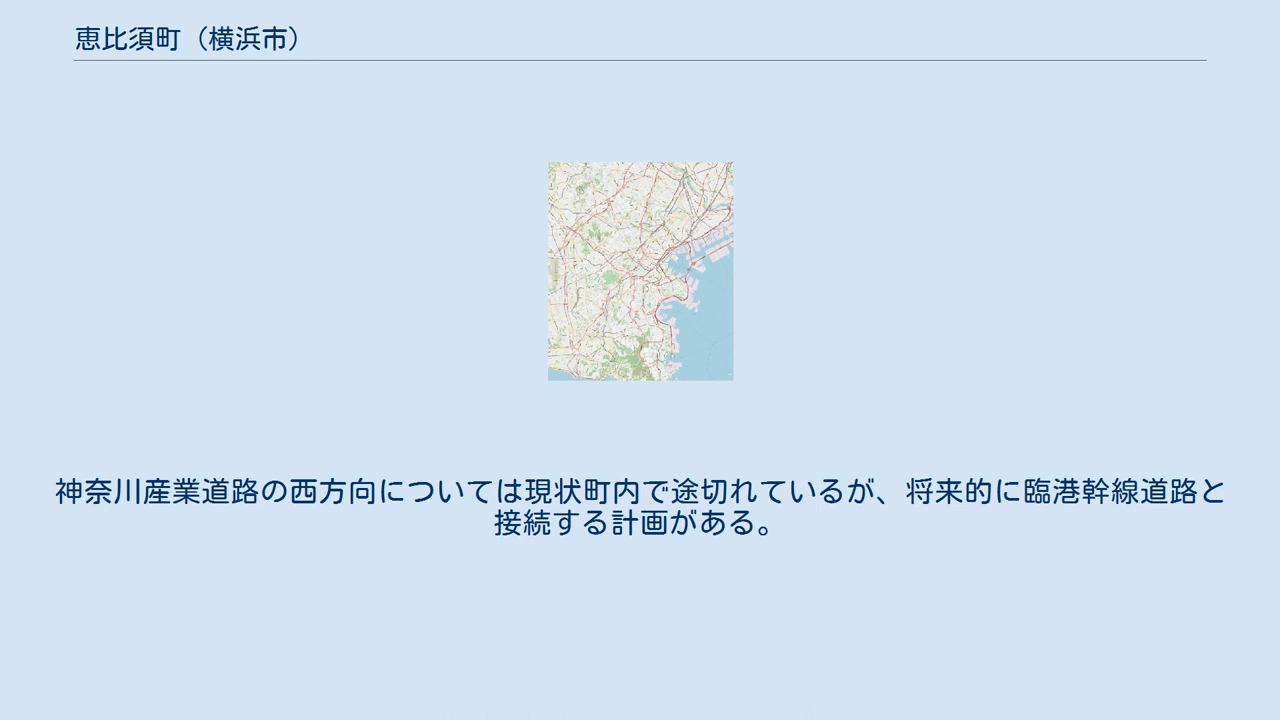 恵比須町（横浜市）
神奈川産業道路の西方向については現状町内で途切れているが、将来的に臨港幹線道路と
接続する計画がある。